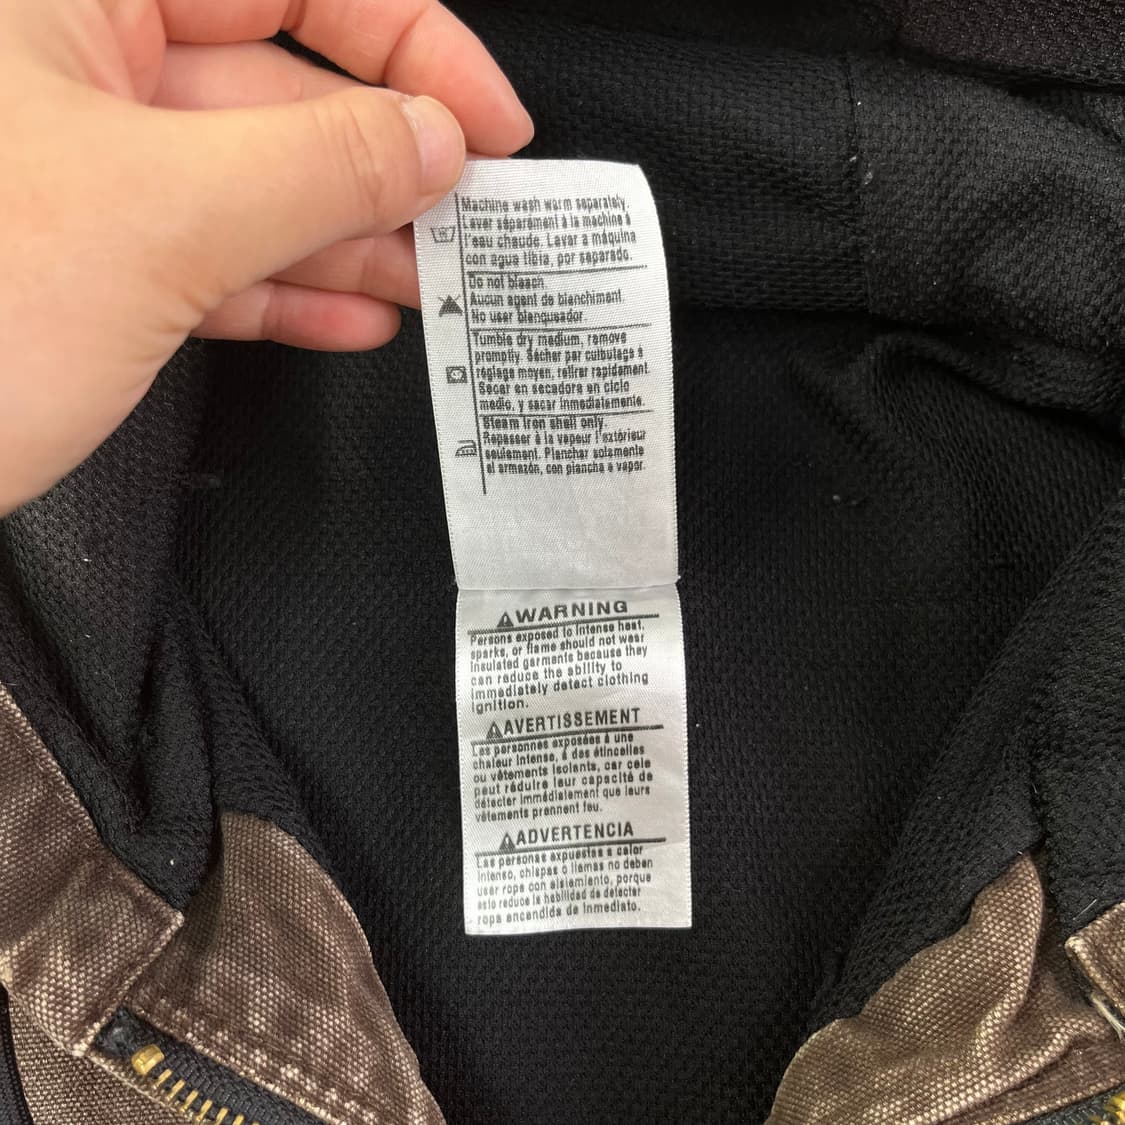 Machine wash warm separately.
Laver séparément à la machine à
l'eau chaude. Lavar a máquina
con agua tibia, por separado.
Do not bleach.
Aucun agent de blanchiment.
No usar blanqueador.
Tumble dry medium, remove
promptly. Sécher par culbutage à
réglage moyen, retirer rapidament.
Secar en secadora en ciclo
medio, y sacar inmediatamente.
Steam iron shell only.
Repasser à la vapeur l'extérieur
seulement. Planchar solamente
el armazón, con plancha a vapor.
WARNING
Persons exposed to intense heat,
sparks, or flame should not wear
insulated garments because they
can reduce the ability to
immediately detect clothing
ignition.
AVERTISSEMENT
Les personnes exposées à une
chaleur intense, à des étincelles
ou vêtements isolants, car cela
peut réduire leur capacité de
détecter immédiatement que leurs
vêtements prennent feu.
ADVERTENCIA
Las personas expuestas a calor
intenso, chispas o llamas no deben
usar ropa con aislamiento, porque
esto reduce la habilidad de detectar
ropa encendida de inmediato.